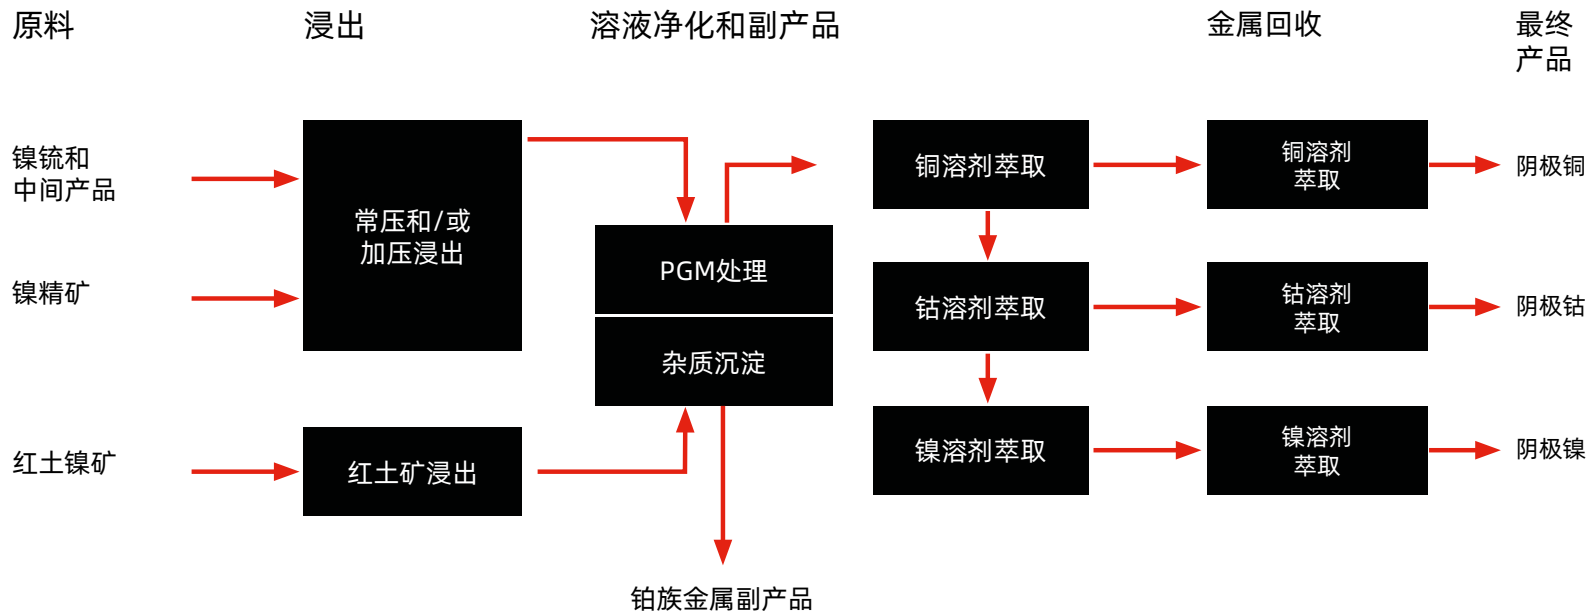 原料
浸出
溶液净化和副产品
金属回收
最终
产品
镍锍和
中间产品
镍精矿
红土镍矿
常压和/或
加压浸出
红土矿浸出
PGM处理
杂质沉淀
铂族金属副产品
铜溶剂萃取
钴溶剂萃取
镍溶剂萃取
铜溶剂
萃取
钴溶剂
萃取
镍溶剂
萃取
阴极铜
阴极钴
阴极镍